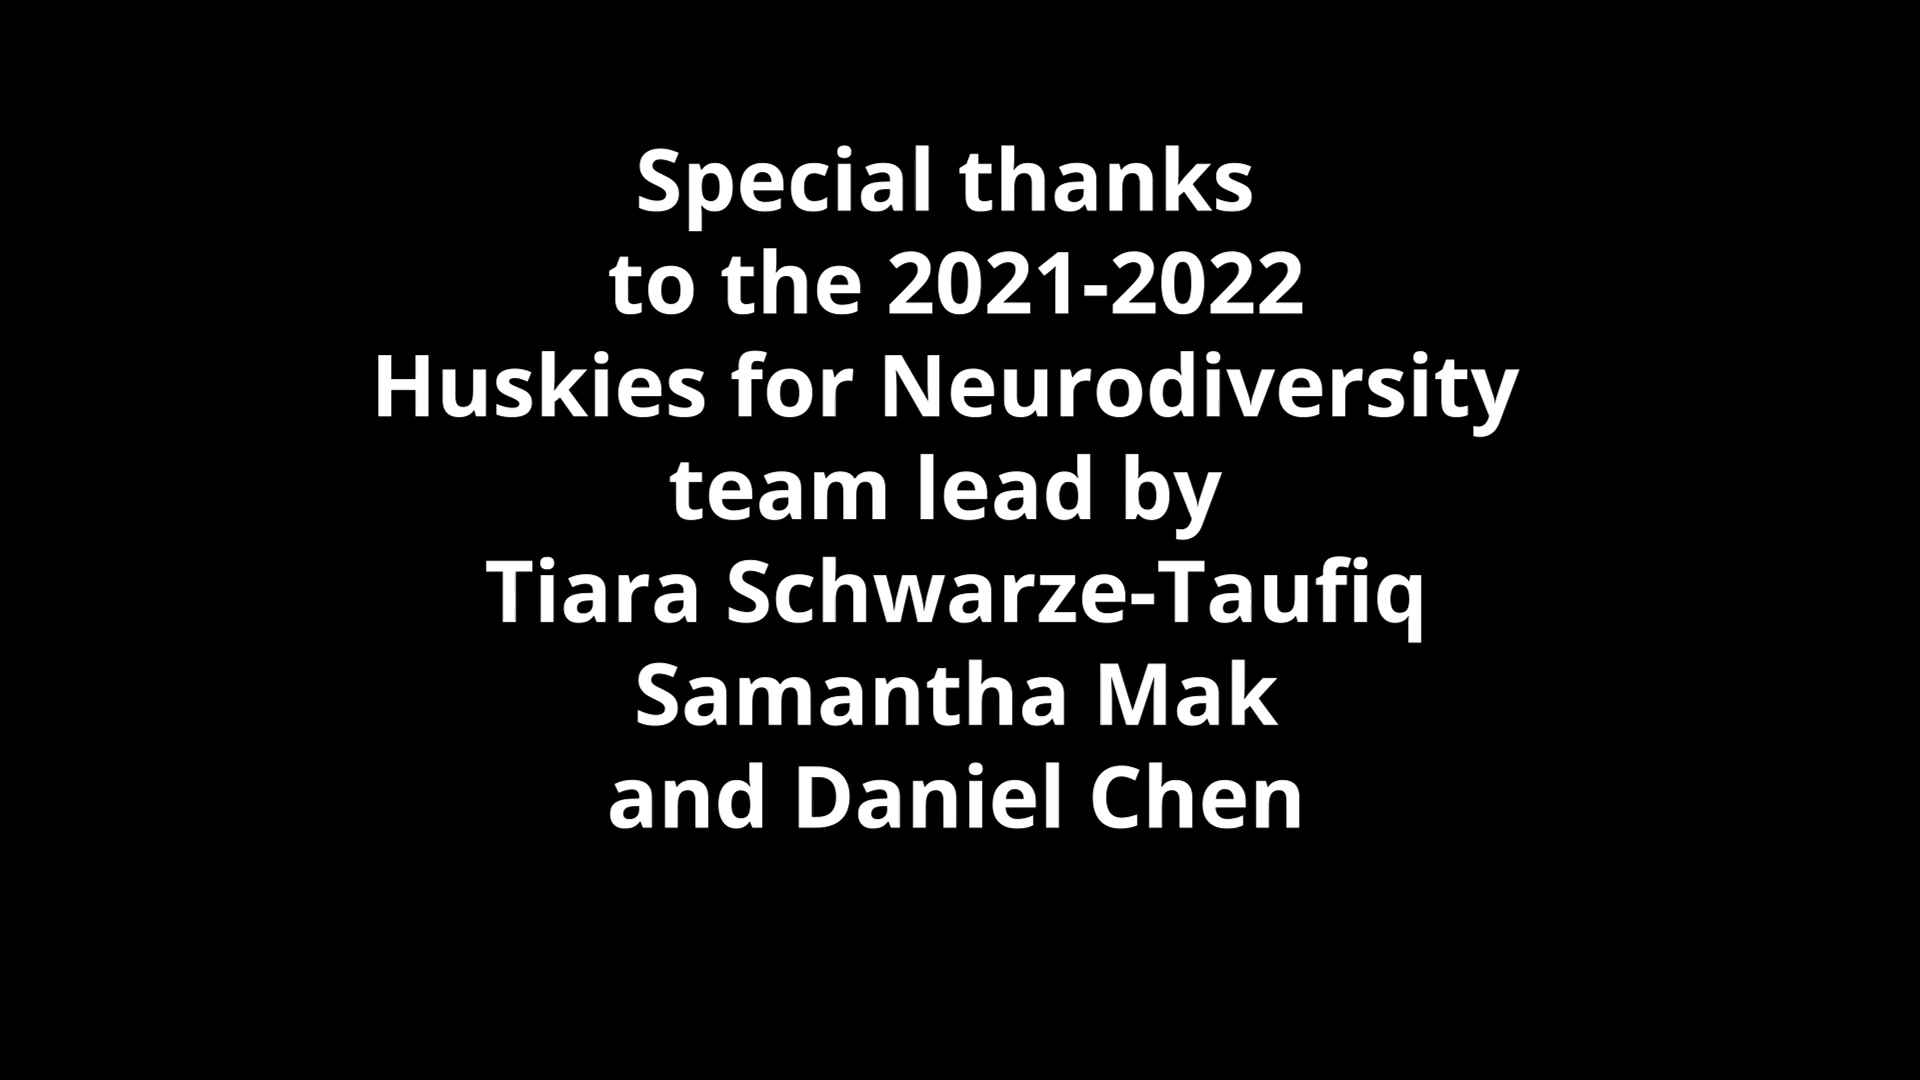 Special thanks
to the 2021-2022
Huskies for Neurodiversity
team lead by
Tiara Schwarze-Taufiq
Samantha Mak
and Daniel Chen